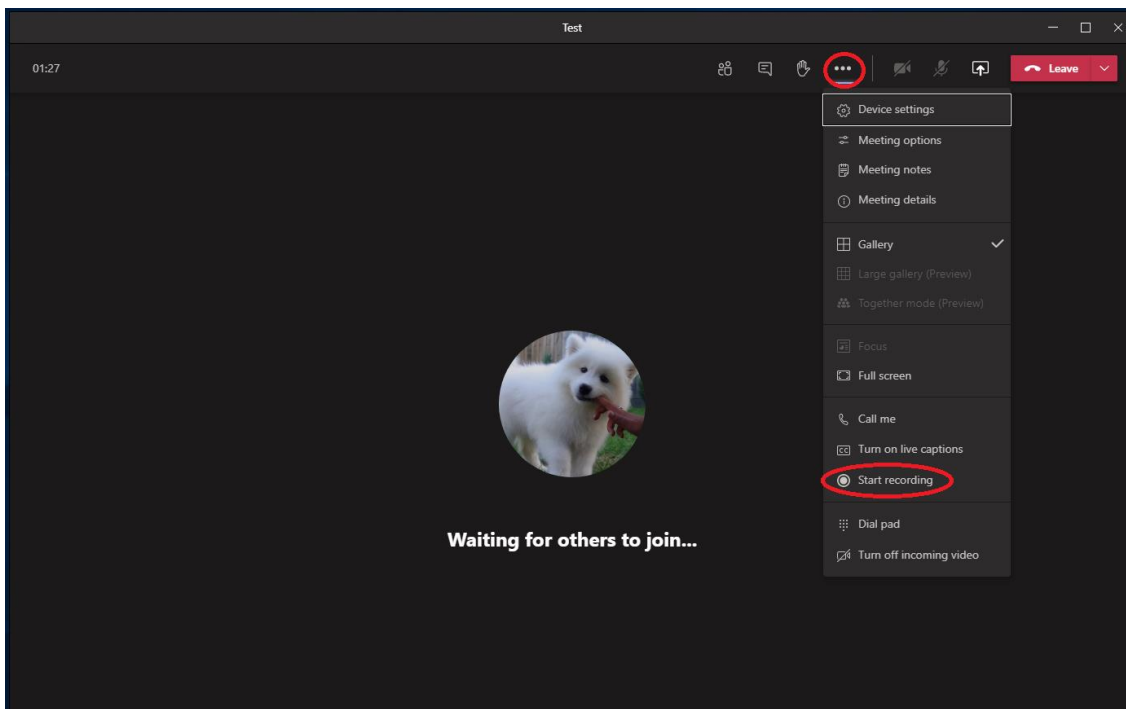 Test
01:27
Leave
Device settings
Meeting options
Meeting notes
Meeting details
Gallery
Large gallery (Preview)
Together mode (Preview)
Focus
Full screen
Call me
CC Turn on live captions
Start recording
Dial pad
Turn off incoming video
Waiting for others to join...